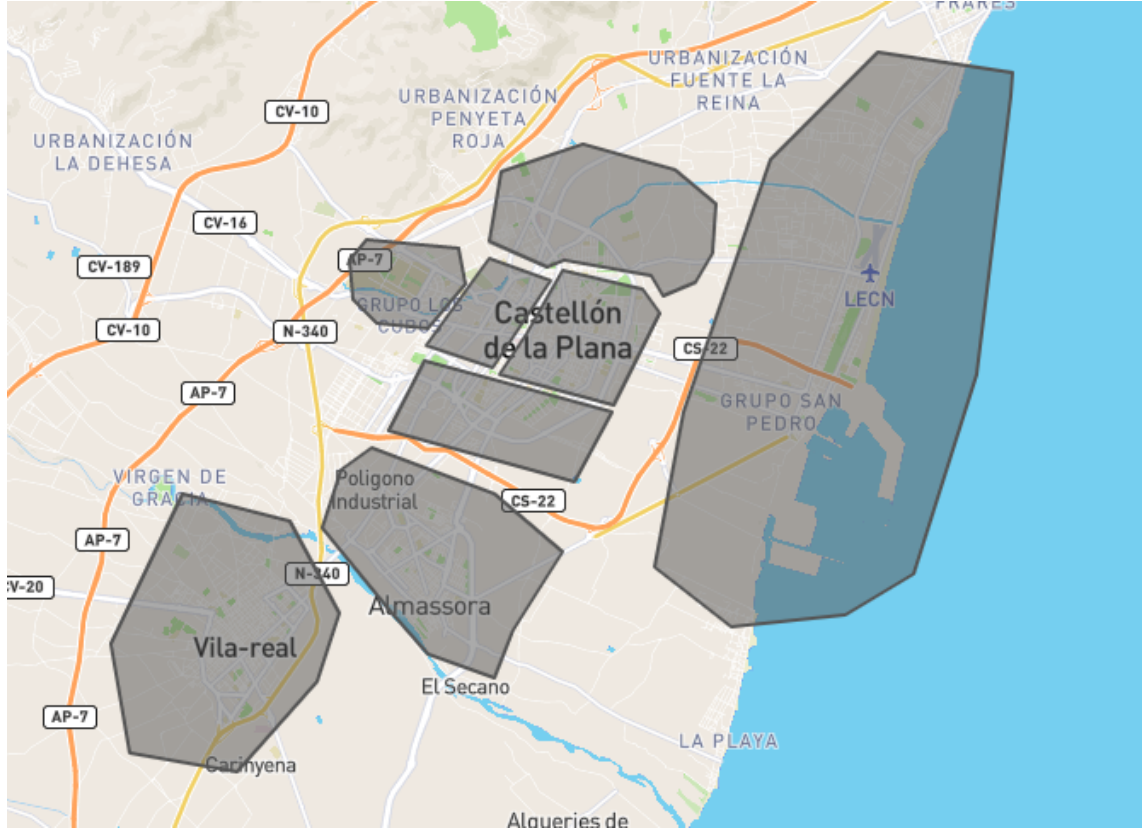 FRARES
URBANIZACIÓN
FUENTE LA
REINA
URBANIZACIÓN
PENYETA
ROJA
CV-10
URBANIZACIÓN
LA DEHESA
CV-16
AP-7
CV-189
LECN
GRUPO LOS
CUBOS
Castellón
de la Plana
CV-10
N-340
CS-22
AP-7
GRUPO SAN
PEDRO
VIRGEN DE
GRACIA
Poligono
Industrial
CS-22
AP-7
N-340
CV-20
Almassora
Vila-real
El Secano
AP-7
LA PLAYA
Carinyena
Alqueries de